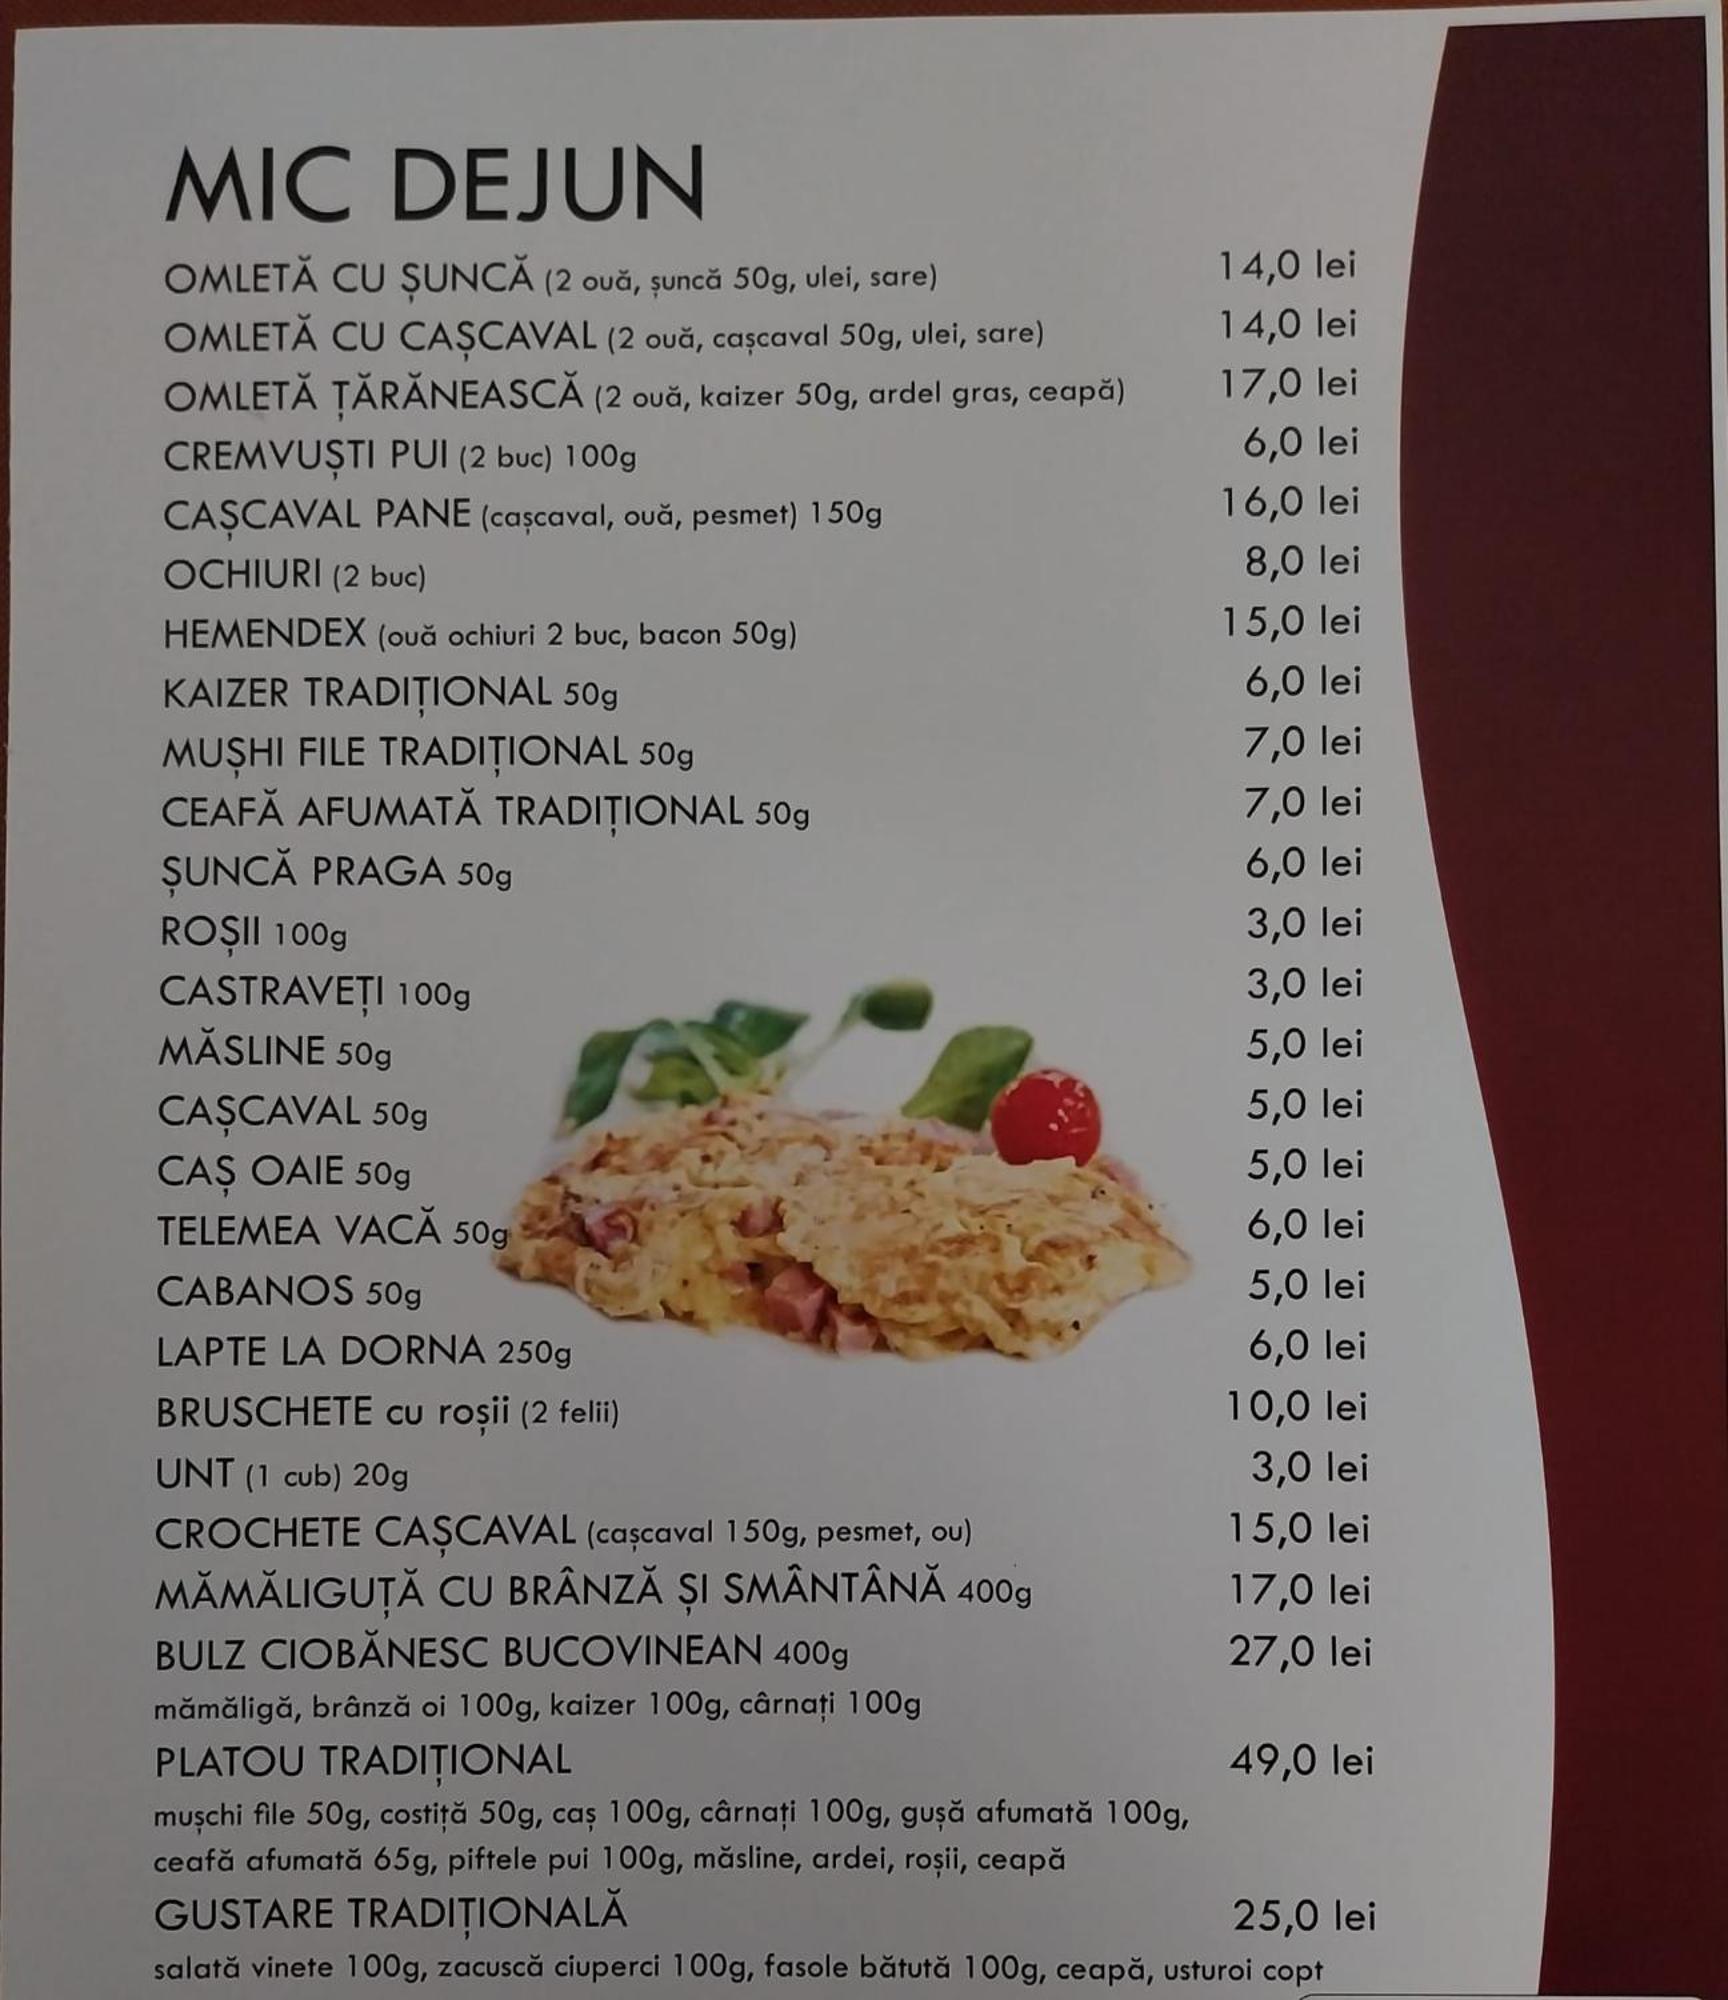 MIC DEJUN
OMLETĂ CU ȘUNCĂ (2 ouă, șuncă 50g, ulei, sare) 14,0 lei
OMLETĂ CU CAȘCAVAL (2 ouă, cașcaval 50g, ulei, sare) 14,0 lei
OMLETĂ ȚĂRĂNEASCĂ (2 ouă, kaizer 50g, ardel gras, ceapă) 17,0 lei
CREMVUȘTI PUI (2 buc) 100g 6,0 lei
CAȘCAVAL PANE (cașcaval, ouă, pesmet) 150g 16,0 lei
OCHIURI (2 buc) 8,0 lei
HEMENDEX (ouă ochiuri 2 buc, bacon 50g) 15,0 lei
KAIZER TRADIȚIONAL 50g 6,0 lei
MUȘHI FILE TRADIȚIONAL 50g 7,0 lei
CEAFĂ AFUMATĂ TRADIȚIONAL 50g 7,0 lei
ȘUNCĂ PRAGA 50g 6,0 lei
ROȘII 100g 3,0 lei
CASTRAVEȚI 100g 3,0 lei
MĂSLINE 50g 5,0 lei
CAȘCAVAL 50g 5,0 lei
CAȘ OAIE 50g 5,0 lei
TELEMEA VACĂ 50g 6,0 lei
CABANOS 50g 5,0 lei
LAPTE LA DORNA 250g 6,0 lei
BRUSCHETE cu roșii (2 felii) 10,0 lei
UNT (1 cub) 20g 3,0 lei
CROCHETE CAȘCAVAL (cașcaval 150g, pesmet, ou) 15,0 lei
MĂMĂLIGUȚĂ CU BRÂNZĂ ȘI SMÂNTÂNĂ 400g 17,0 lei
BULZ CIOBĂNESC BUCOVINEAN 400g 27,0 lei
mămăligă, brânză oi 100g, kaizer 100g, cârnați 100g
PLATOU TRADIȚIONAL 49,0 lei
mușchi file 50g, costiță 50g, caș 100g, cârnați 100g, gușă afumată 100g,
ceafă afumată 65g, piftele pui 100g, măsline, ardei, roșii, ceapă
GUSTARE TRADIȚIONALĂ 25,0 lei
salată vinete 100g, zacuscă ciuperci 100g, fasole bătută 100g, ceapă, usturoi copt